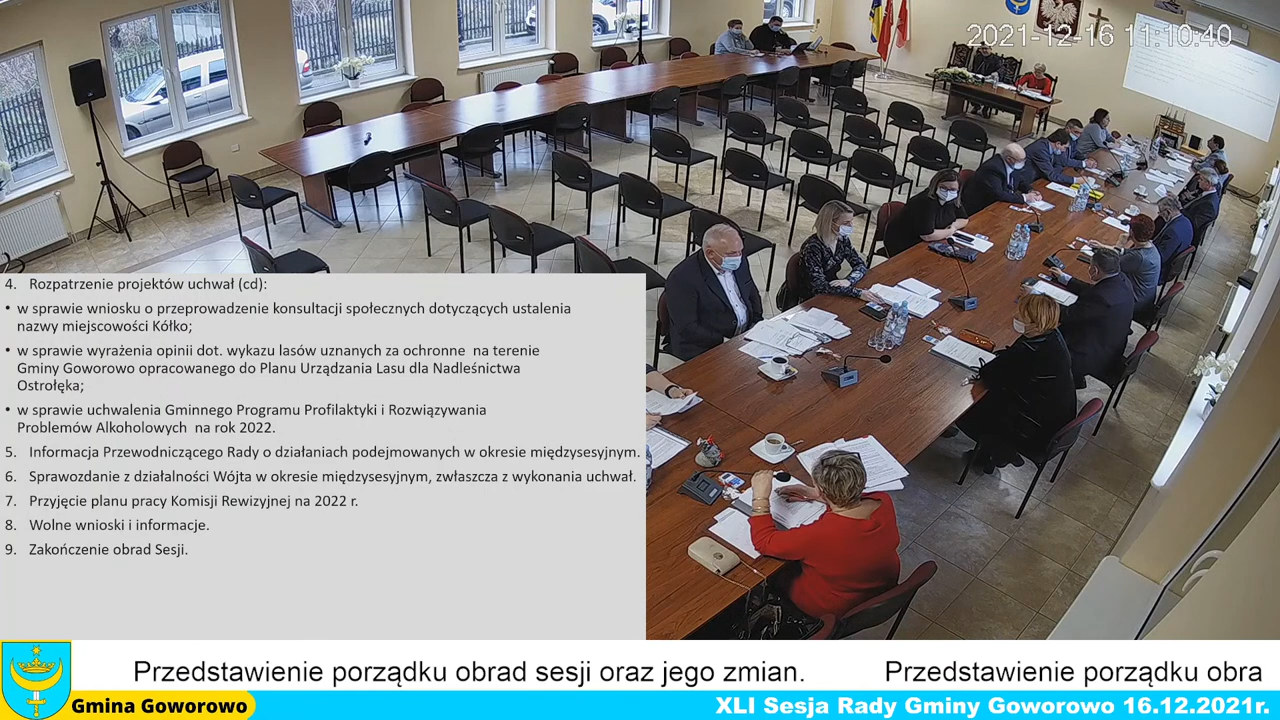 2021-12-16 11:10:40
4. Rozpatrzenie projektów uchwał (cd):
• w sprawie wniosku o przeprowadzenie konsultacji społecznych dotyczących ustalenia
nazwy miejscowości Kółko;
• w sprawie wyrażenia opinii dot. wykazu lasów uznanych za ochronne na terenie
Gminy Goworowo opracowanego do Planu Urządzania Lasu dla Nadleśnictwa
Ostrołęka;
• w sprawie uchwalenia Gminnego Programu Profilaktyki i Rozwiązywania
Problemów Alkoholowych na rok 2022.
5. Informacja Przewodniczącego Rady o działaniach podejmowanych w okresie międzysesyjnym.
6. Sprawozdanie z działalności Wójta w okresie międzysesyjnym, zwłaszcza z wykonania uchwał.
7. Przyjęcie planu pracy Komisji Rewizyjnej na 2022 r.
8. Wolne wnioski i informacje.
9. Zakończenie obrad Sesji.
Przedstawienie porządku obrad sesji oraz jego zmian. Przedstawienie porządku obra
Gmina Goworowo
XLI Sesja Rady Gminy Goworowo 16.12.2021r.